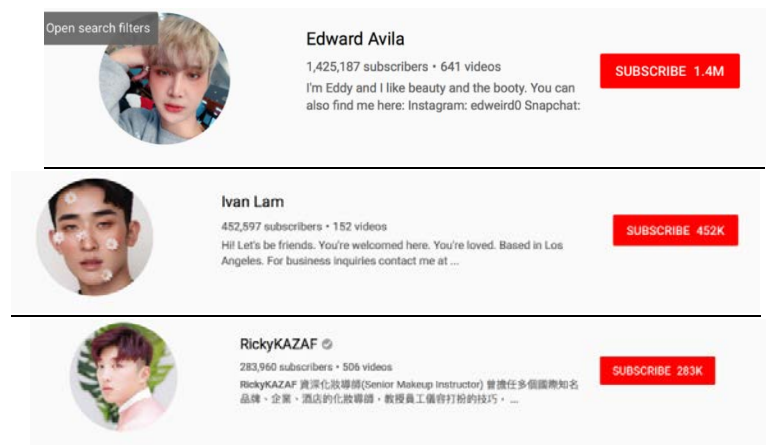 Open search filters
Edward Avila
1,425,187 subscribers • 641 videos
I'm Eddy and I like beauty and the booty. You can
also find me here: Instagram: edweird0 Snapchat:
SUBSCRIBE 1.4M
Ivan Lam
452,597 subscribers • 152 videos
Hi! Let's be friends. You're welcomed here. You're loved. Based in Los
Angeles. For business inquiries contact me at ...
SUBSCRIBE 452K
RickyKAZAF
283,960 subscribers • 506 videos
RickyKAZAF 資深化妝導師(Senior Makeup Instructor) 曾擔任多個國際知名
品牌、企業、酒店的化妝導師，教授員工儀容打扮的技巧， ...
SUBSCRIBE 283K